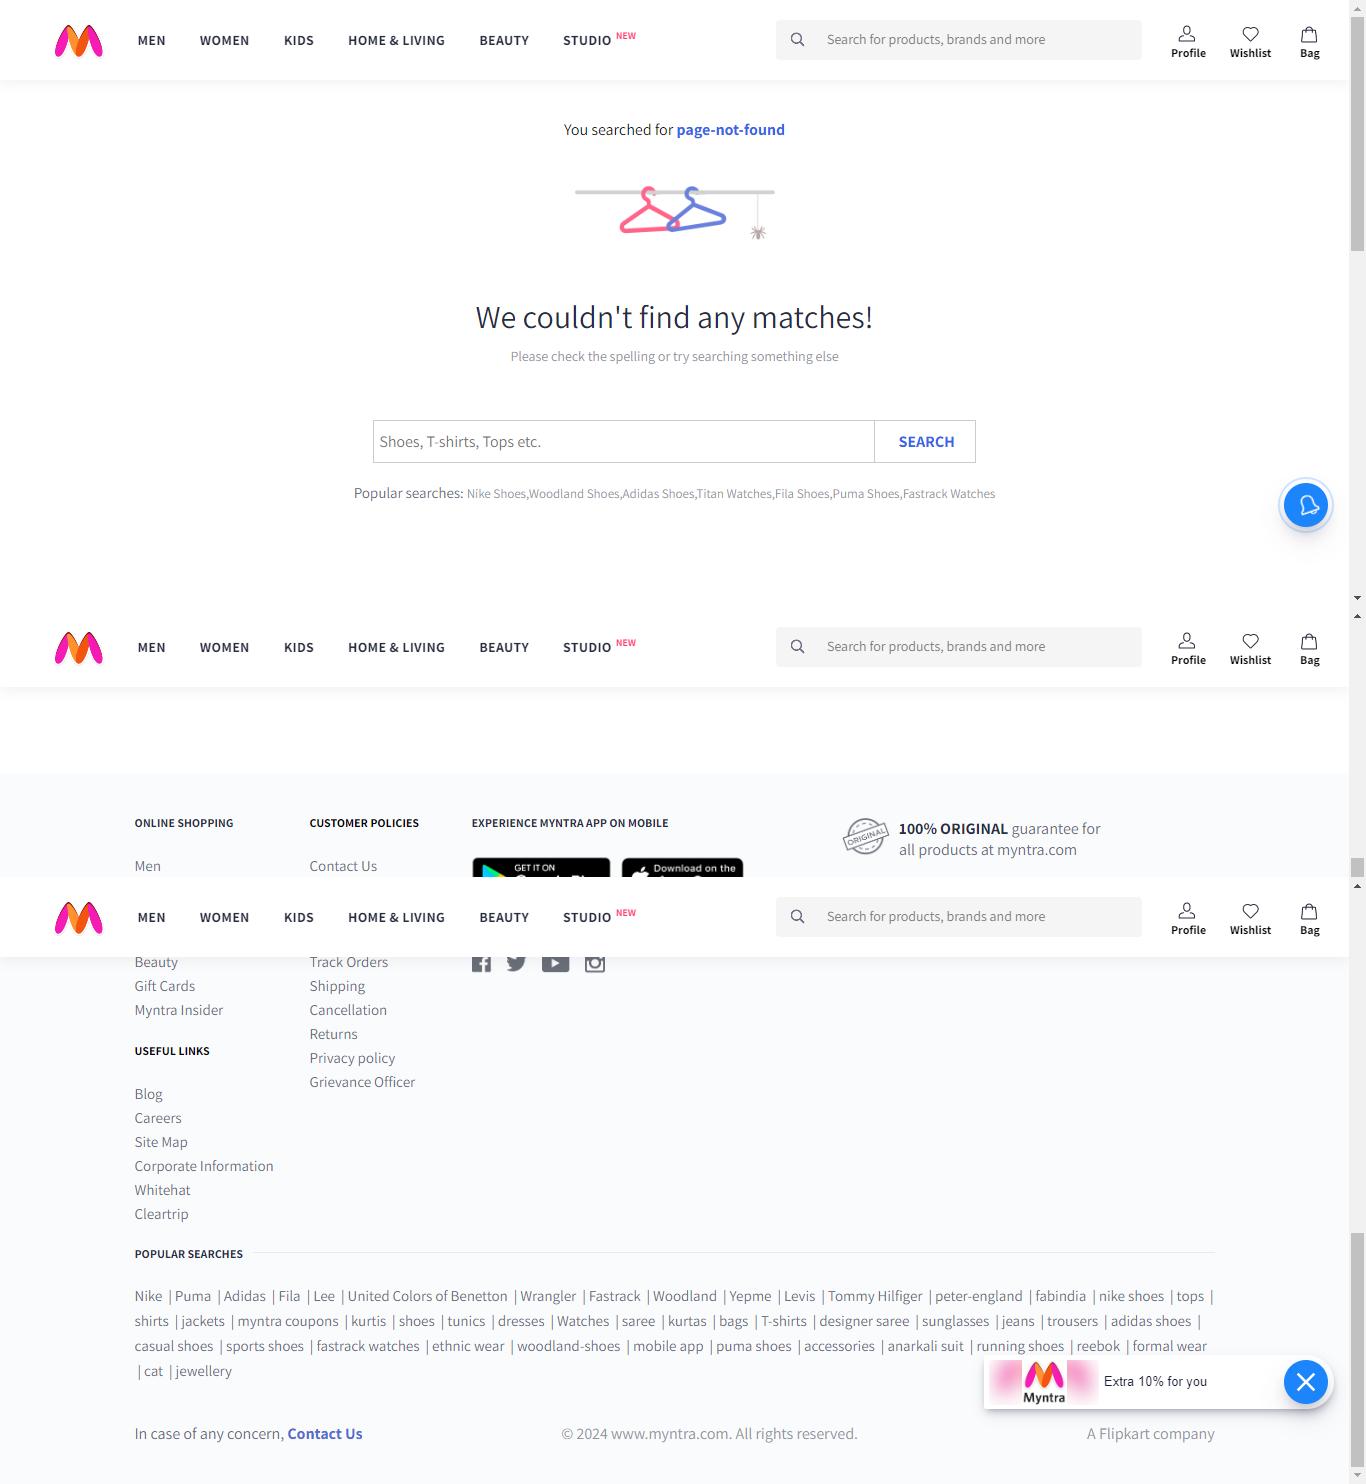 MEN WOMEN KIDS HOME & LIVING BEAUTY STUDIO NEW Search for products, brands and more Profile Wishlist Bag
You searched for page-not-found
We couldn't find any matches!
Please check the spelling or try searching something else
Shoes, T-shirts, Tops etc. SEARCH
Popular searches: Nike Shoes,Woodland Shoes,Adidas Shoes,Titan Watches,Fila Shoes,Puma Shoes,Fastrack Watches
MEN WOMEN KIDS HOME & LIVING BEAUTY STUDIO NEW Search for products, brands and more Profile Wishlist Bag
ONLINE SHOPPING CUSTOMER POLICIES EXPERIENCE MYNTRA APP ON MOBILE
ORIGINAL 100% ORIGINAL guarantee for
all products at myntra.com
Men Contact Us GET IT ON Download on the
MEN WOMEN KIDS HOME & LIVING BEAUTY STUDIO NEW Search for products, brands and more Profile Wishlist Bag
Beauty Track Orders
Gift Cards Shipping
Myntra Insider Cancellation
Returns
USEFUL LINKS Privacy policy
Grievance Officer
Blog
Careers
Site Map
Corporate Information
Whitehat
Cleartrip
POPULAR SEARCHES
Nike | Puma | Adidas | Fila | Lee | United Colors of Benetton | Wrangler | Fastrack | Woodland | Yepme | Levis | Tommy Hilfiger | peter-england | fabindia | nike shoes | tops |
shirts | jackets | myntra coupons | kurtis | shoes | tunics | dresses | Watches | saree | kurtas | bags | T-shirts | designer saree | sunglasses | jeans | trousers | adidas shoes |
casual shoes | sports shoes | fastrack watches | ethnic wear | woodland-shoes | mobile app | puma shoes | accessories | anarkali suit | running shoes | reebok | formal wear
| cat | jewellery
Myntra Extra 10% for you
In case of any concern, Contact Us © 2024 www.myntra.com. All rights reserved. A Flipkart company